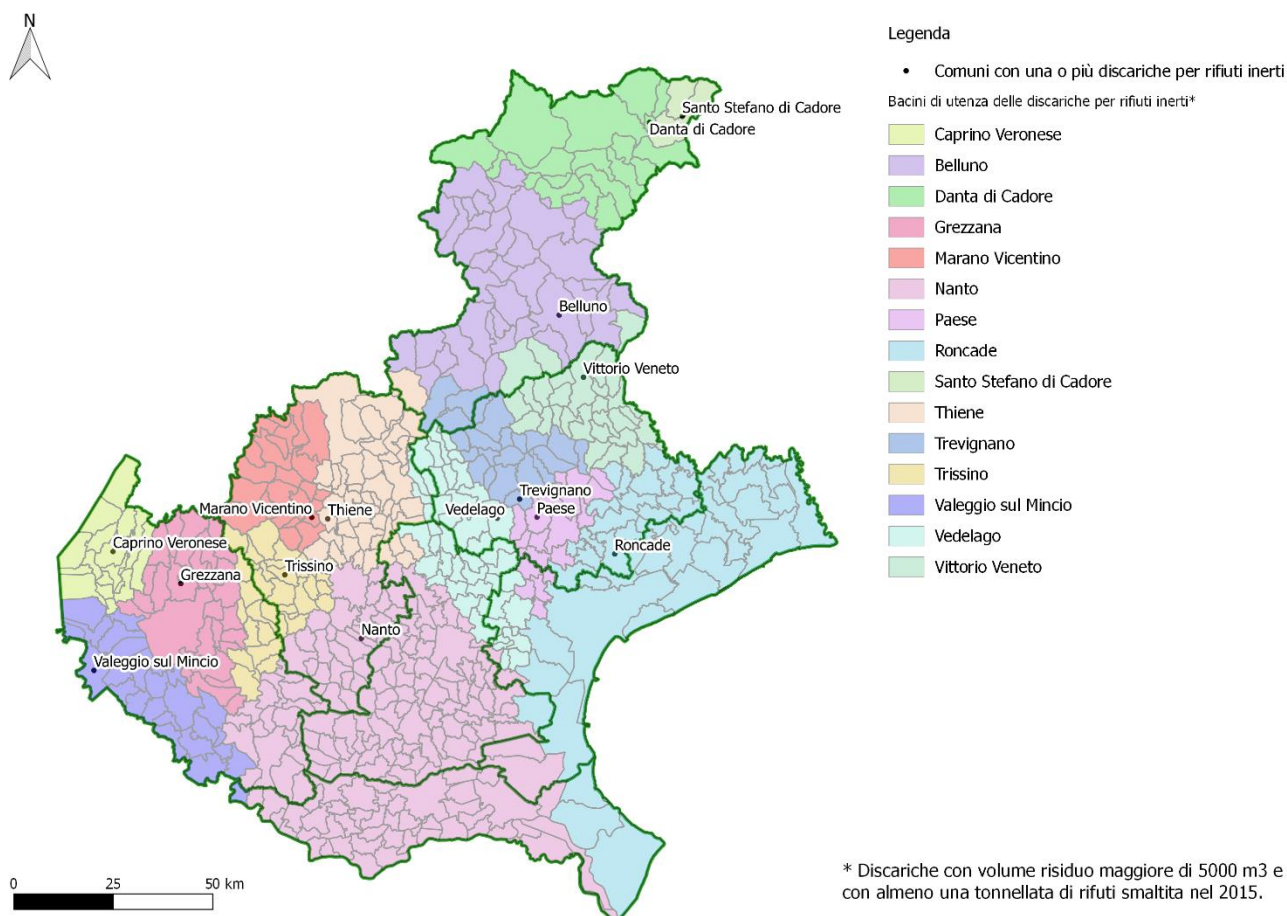 N
Santo Stefano di Cadore
Danta di Cadore
Belluno
Vittorio Veneto
Marano Vicentino
Thiene
Vedelago
Trevignano
Paese
Roncade
Caprino Veronese
Grezzana
Trissino
Nanto
Valeggio sul Mincio
0 25 50 km
Legenda
Comuni con una o più discariche per rifiuti inerti
Bacini di utenza delle discariche per rifiuti inerti*
Caprino Veronese
Belluno
Danta di Cadore
Grezzana
Marano Vicentino
Nanto
Paese
Roncade
Santo Stefano di Cadore
Thiene
Trevignano
Trissino
Valeggio sul Mincio
Vedelago
Vittorio Veneto
* Discariche con volume risiduo maggiore di 5000 m3 e
con almeno una tonnellata di rifiuti smaltita nel 2015.